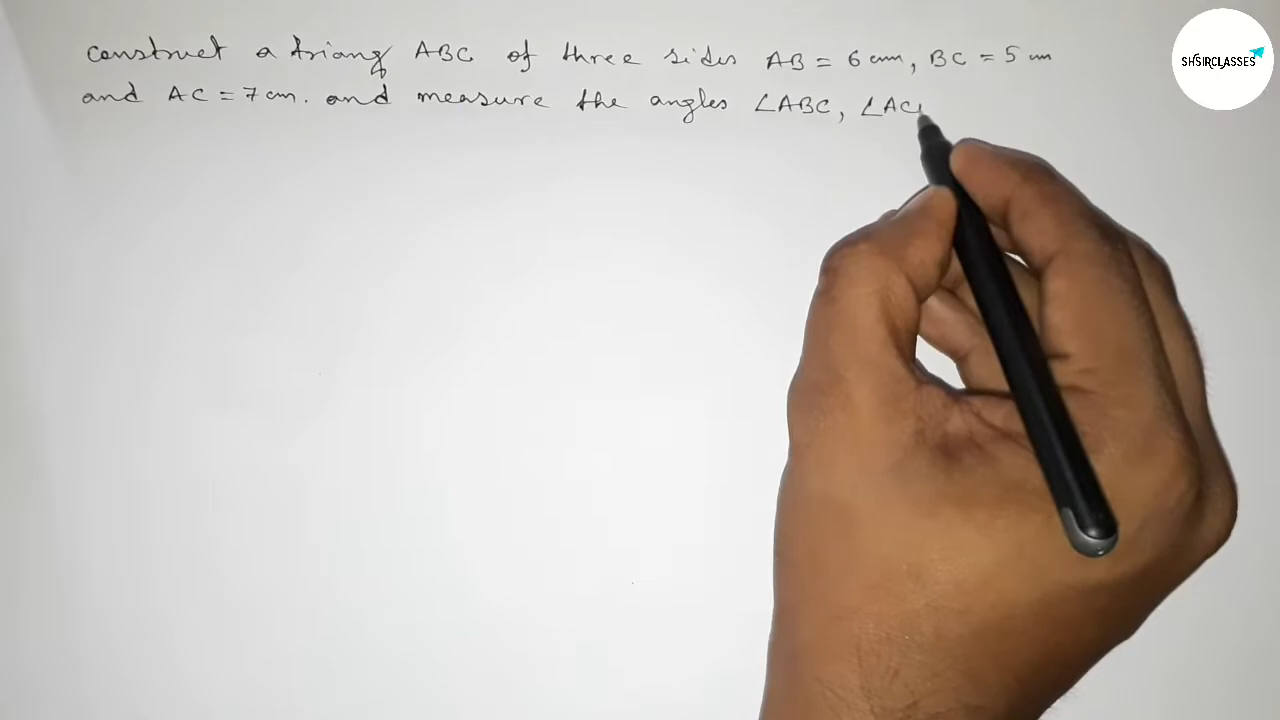 construct a triang ABC of three sides AB = 6 cm, BC = 5 cm
and AC = 7 cm. and measure the angles ∠ABC, ∠AC
SHSIRCLASSES